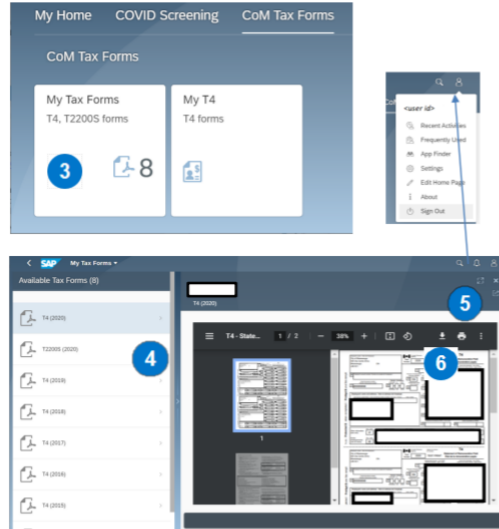 My Home COVID Screening CoM Tax Forms
CoM Tax Forms
My Tax Forms
T4, T2200S forms
3
8
My T4
T4 forms
<user id>
Recent Activities
Frequently Used
App Finder
Settings
Edit Home Page
About
Sign Out
SAP My Tax Forms
Available Tax Forms (8)
T4 (2020)
T2200S (2020)
4
T4 (2019)
T4 (2018)
T4 (2017)
T4 (2016)
T4 (2015)
T4 (2020)
5
T4 - State... 1 / 2 38%
6
1